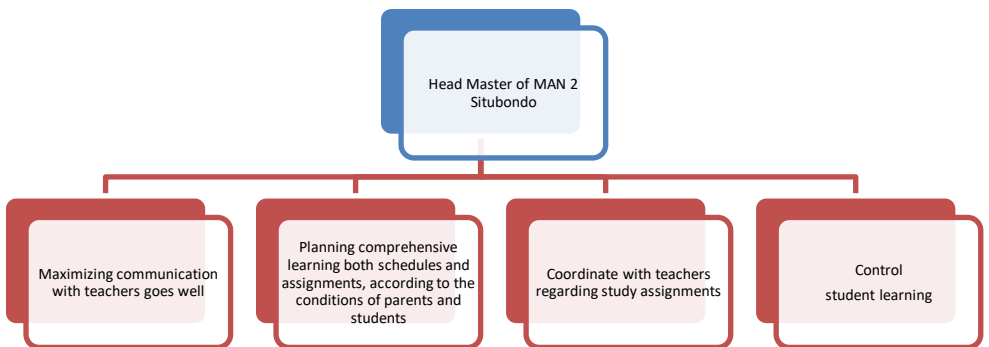 Head Master of MAN 2
Situbondo
Maximizing communication
with teachers goes well
Planning comprehensive
learning both schedules and
assignments, according to the
conditions of parents and
students
Coordinate with teachers
regarding study assignments
Control
student learning